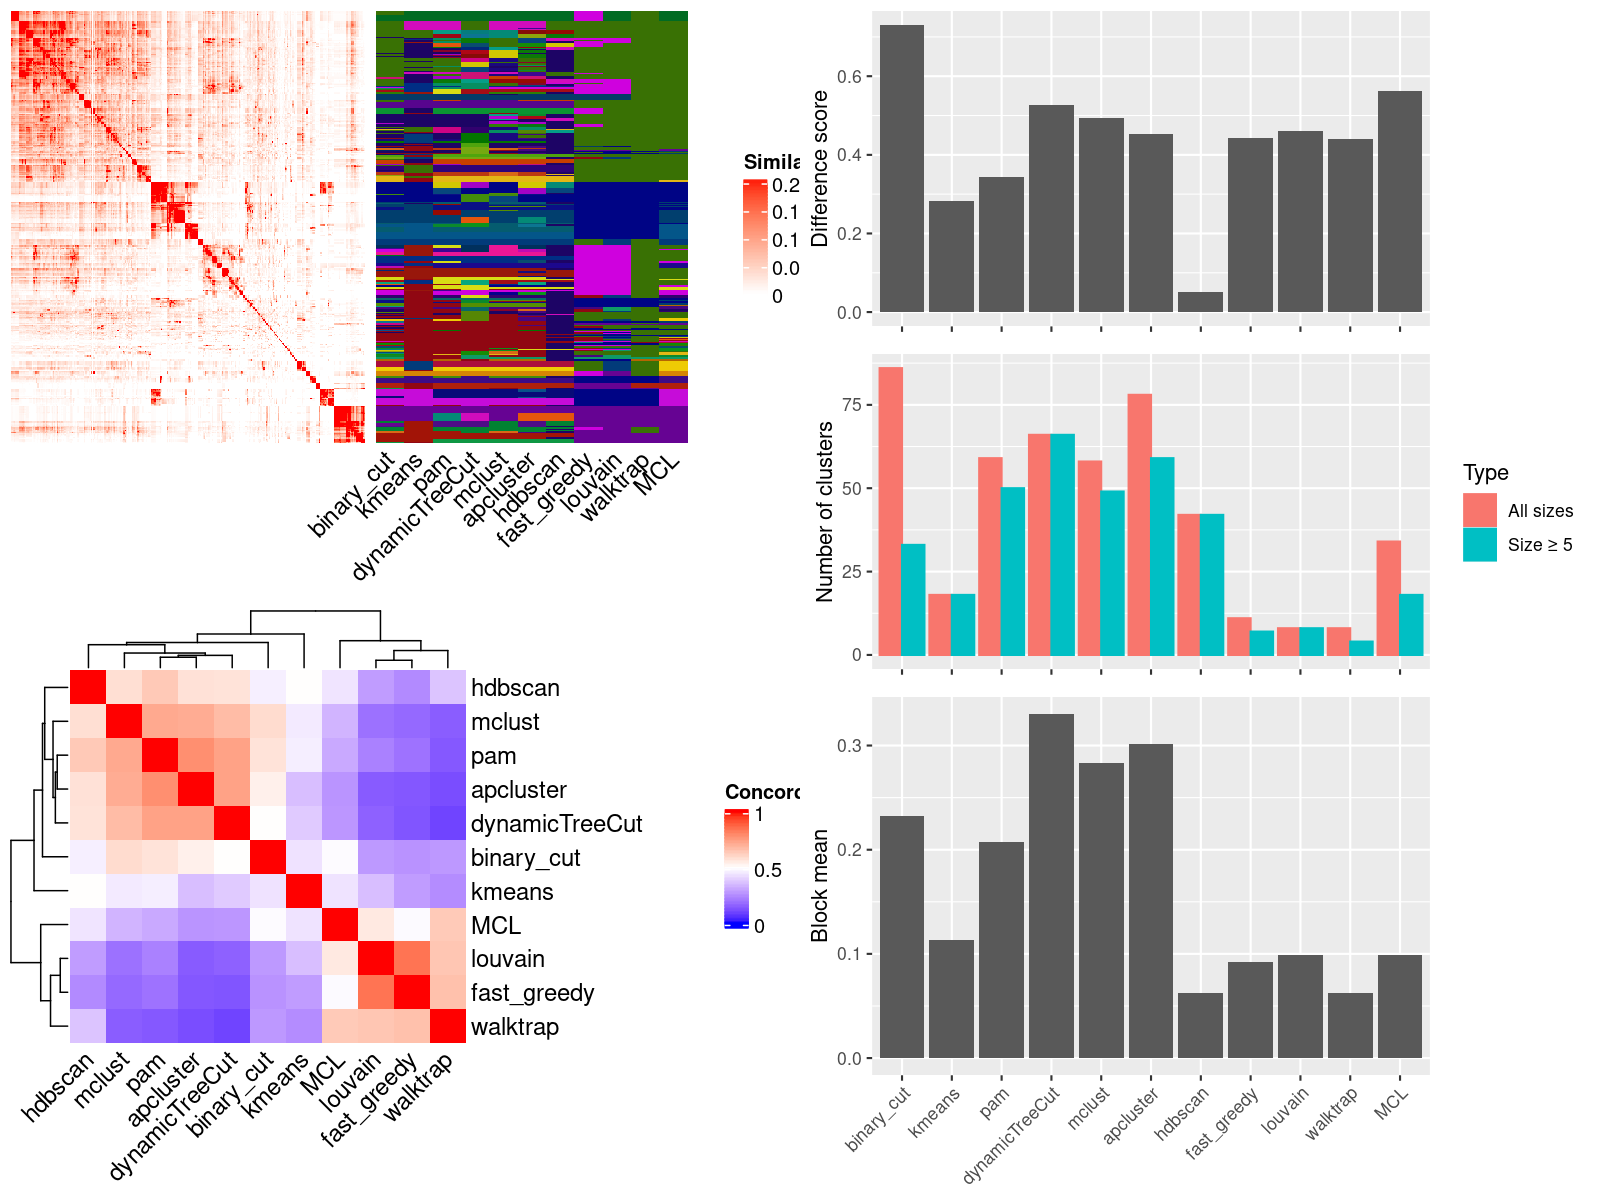 Simila
0.2
0.1
0.1
0.0
0
binary_cut
kmeans
pam
dynamicTreeCut
mclust
apcluster
hdbscan
fast_greedy
louvain
walktrap
MCL
hdbscan
mclust
pam
apcluster
dynamicTreeCut
binary_cut
kmeans
MCL
louvain
fast_greedy
walktrap
hdbscan
mclust
pam
apcluster
dynamicTreeCut
binary_cut
kmeans
MCL
louvain
fast_greedy
walktrap
Concord
1
0.5
0
Difference score
0.6
0.4
0.2
0.0
Number of clusters
75
50
25
0
Type
All sizes
Size ≥ 5
Block mean
0.3
0.2
0.1
0.0
binary_cut
kmeans
pam
dynamicTreeCut
mclust
apcluster
hdbscan
fast_greedy
louvain
walktrap
MCL